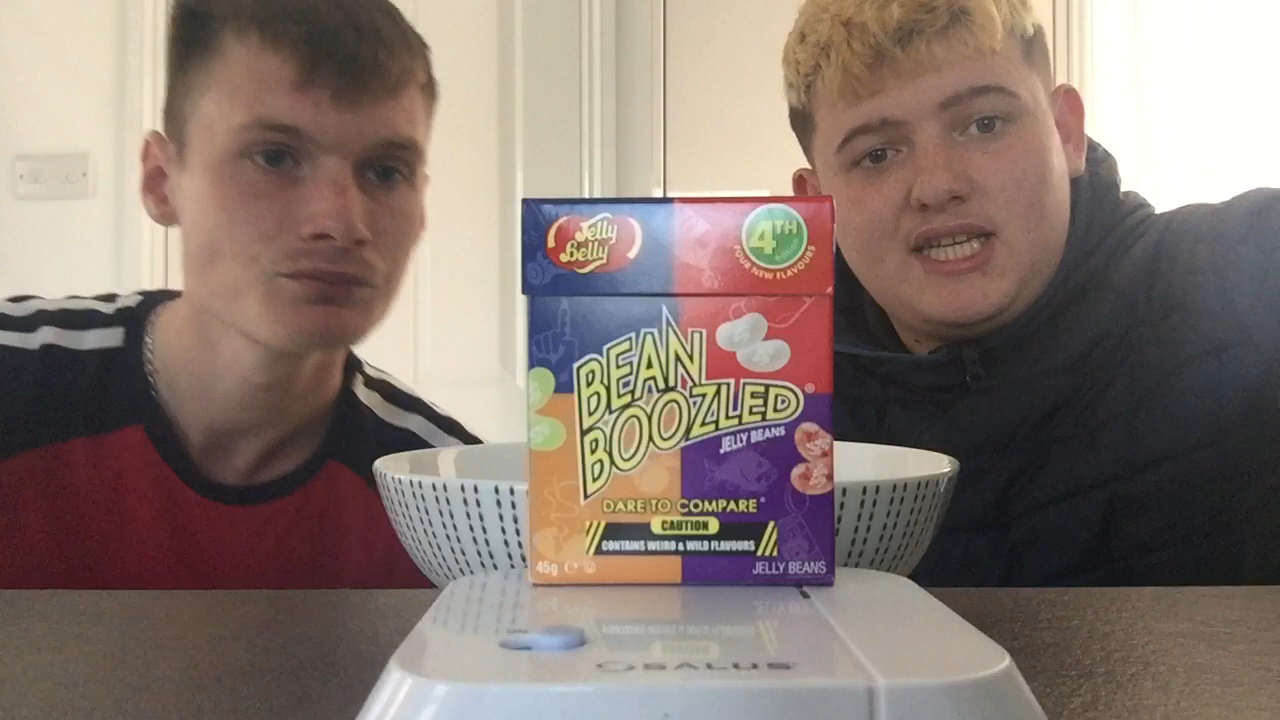 Jelly
Belly
4TH
Edition
FOUR NEW FLAVOURS
BEAN
BOOZLED®
JELLY BEANS
DARE TO COMPARE®
CAUTION
CONTAINS WEIRD & WILD FLAVOURS
45g ℮
JELLY BEANS
SALUS